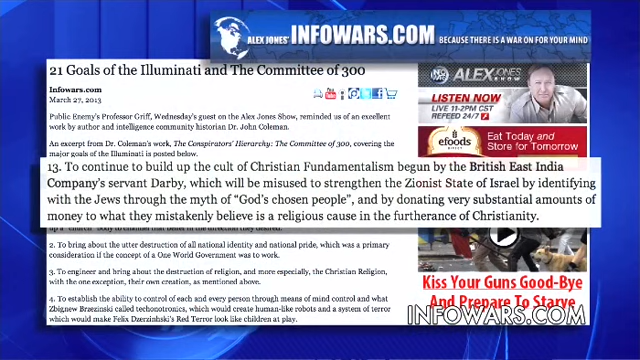 ALEX JONES' INFOWARS.COM BECAUSE THERE IS A WAR ON FOR YOUR MIND
21 Goals of the Illuminati and The Committee of 300
Infowars.com
March 27, 2013
Public Enemy's Professor Griff, Wednesday's guest on the Alex Jones Show, reminded us of an excellent
work by author and intelligence community historian Dr. John Coleman.
An excerpt from Dr. Coleman's work, The Conspirators' Hierarchy: The Committee of 300, covering the
major goals of the Illuminati is posted below.
13. To continue to build up the cult of Christian Fundamentalism begun by the British East India
Company's servant Darby, which will be misused to strengthen the Zionist State of Israel by identifying
with the Jews through the myth of "God's chosen people", and by donating very substantial amounts of
money to what they mistakenly believe is a religious cause in the furtherance of Christianity.
2. To bring about the utter destruction of all national identity and national pride, which was a primary
consideration if the concept of a One World Government was to work.
3. To engineer and bring about the destruction of religion, and more especially, the Christian Religion,
with the one exception, their own creation, as mentioned above.
4. To establish the ability to control of each and every person through means of mind control and what
Zbignew Brzezinski called techonotronics, which would create human-like robots and a system of terror
which would make Felix Dzerzinhski's Red Terror look like children at play.
ALEX JONES
SHOW
LISTEN NOW
LIVE 11-2PM CST
REFEED 24/7
efoods
Eat Today and
Store for Tomorrow
Kiss Your Guns Good-Bye
And Prepare To Starve
INFOWARS.COM